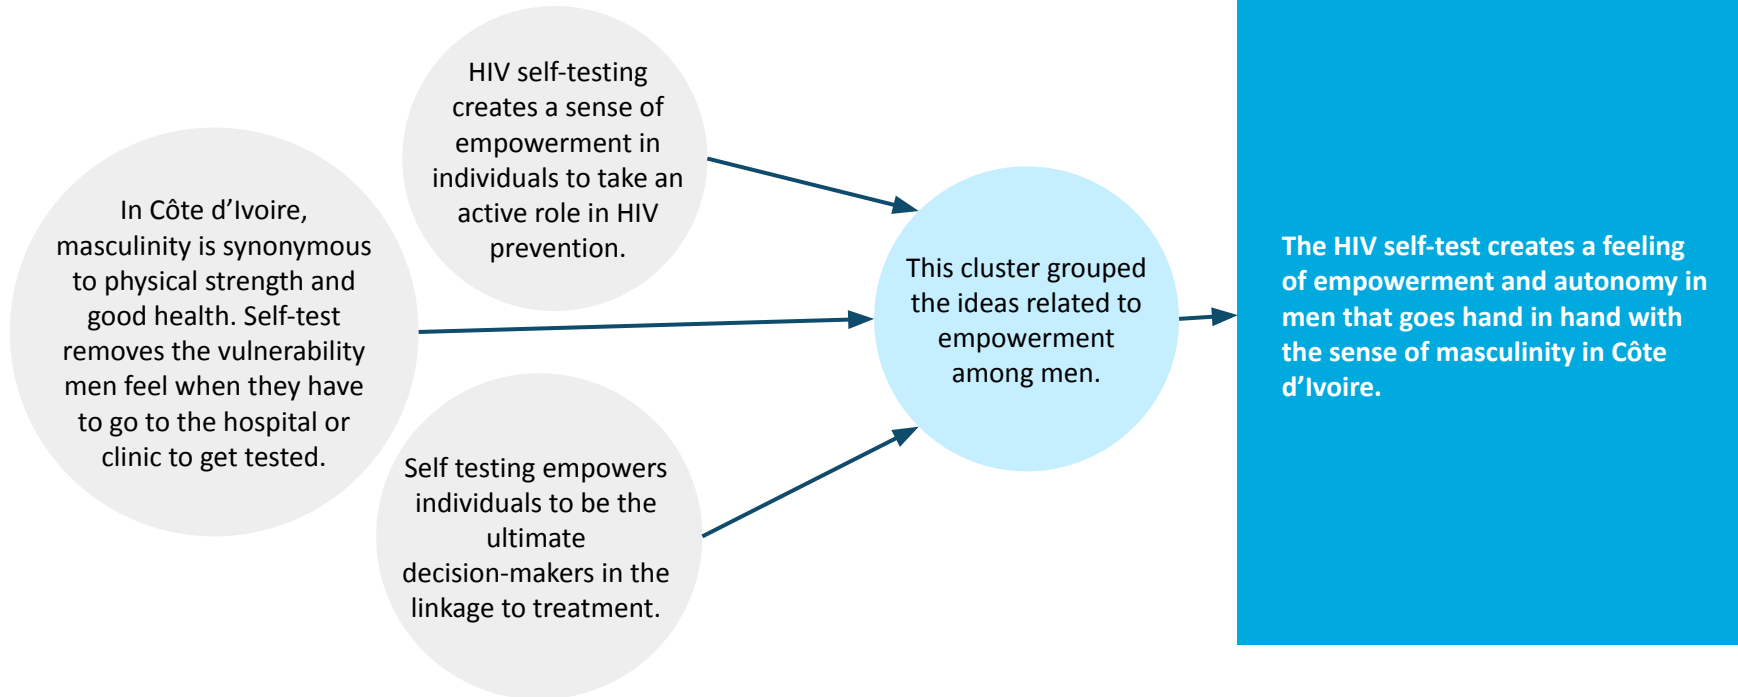 HIV self-testing
creates a sense of
empowerment in
individuals to take an
active role in HIV
prevention.
In Côte d’Ivoire,
masculinity is synonymous
to physical strength and
good health. Self-test
removes the vulnerability
men feel when they have
to go to the hospital or
clinic to get tested.
Self testing empowers
individuals to be the
ultimate
decision-makers in the
linkage to treatment.
This cluster grouped
the ideas related to
empowerment
among men.
The HIV self-test creates a feeling
of empowerment and autonomy in
men that goes hand in hand with
the sense of masculinity in Côte
d’Ivoire.